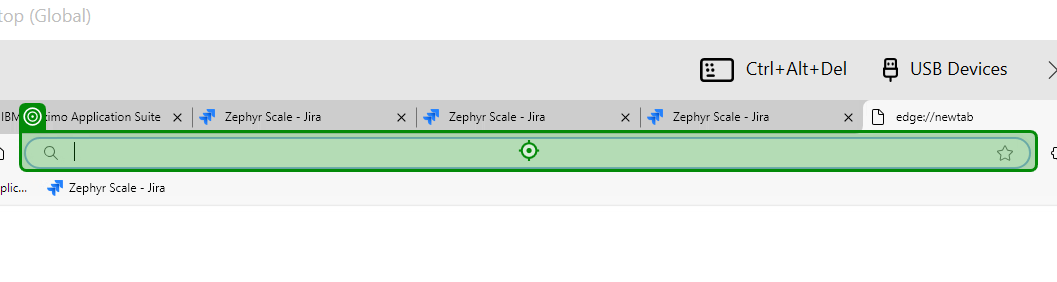 top (Global)
Ctrl+Alt+Del USB Devices
IBM ximo Application Suite Zephyr Scale - Jira Zephyr Scale - Jira Zephyr Scale - Jira edge://newtab
plic... Zephyr Scale - Jira